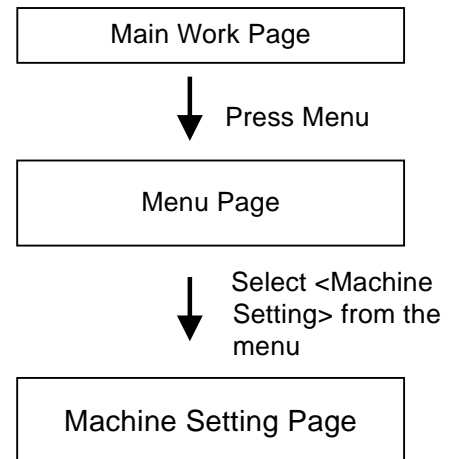 Main Work Page
Press Menu
Menu Page
Select <Machine
Setting> from the
menu
Machine Setting Page